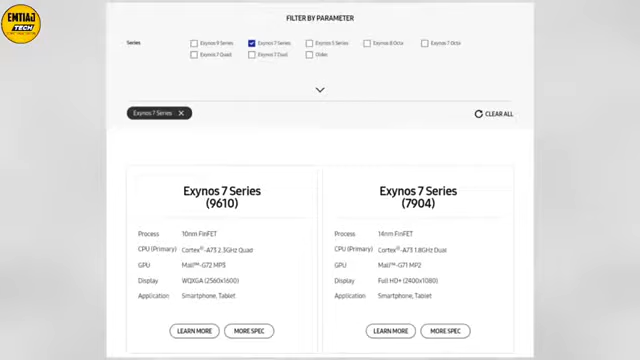 EMTIAJ
TECH
FILTER BY PARAMETER
Series
Exynos 9 Series
Exynos 7 Series
Exynos 5 Series
Exynos 8 Octa
Exynos 7 Octa
Exynos 7 Quad
Exynos 7 Dual
Older
Exynos 7 Series ×
CLEAR ALL
Exynos 7 Series
(9610)
Process 10nm FinFET
CPU (Primary) Cortex®-A73 2.3GHz Quad
GPU Mali™-G72 MP3
Display WQXGA (2560x1600)
Application Smartphone, Tablet
LEARN MORE MORE SPEC
Exynos 7 Series
(7904)
Process 14nm FinFET
CPU (Primary) Cortex®-A73 1.8GHz Dual
GPU Mali™-G71 MP2
Display Full HD+ (2400x1080)
Application Smartphone, Tablet
LEARN MORE MORE SPEC